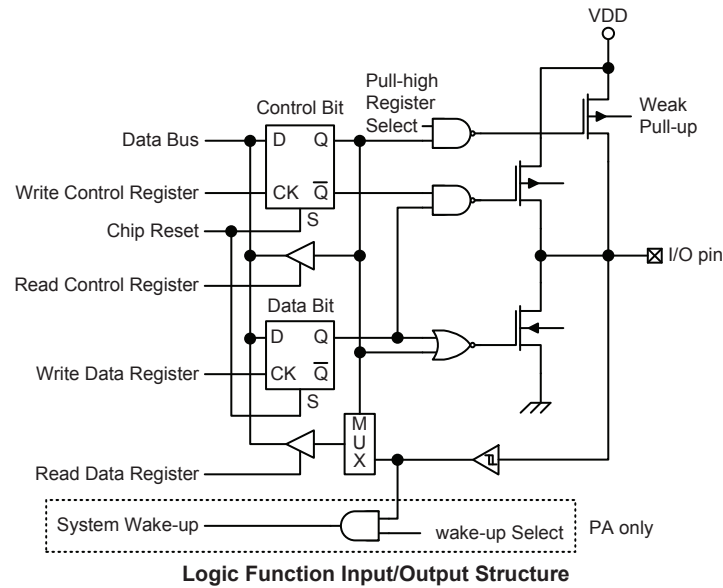 VDD
Pull-high
Register
Select
Weak
Pull-up
Control Bit
Data Bus
D
Q
Write Control Register
CK
Q
S
Chip Reset
I/O pin
Read Control Register
Data Bit
D
Q
Write Data Register
CK
Q
S
M
U
X
Read Data Register
System Wake-up
wake-up Select
PA only
Logic Function Input/Output Structure